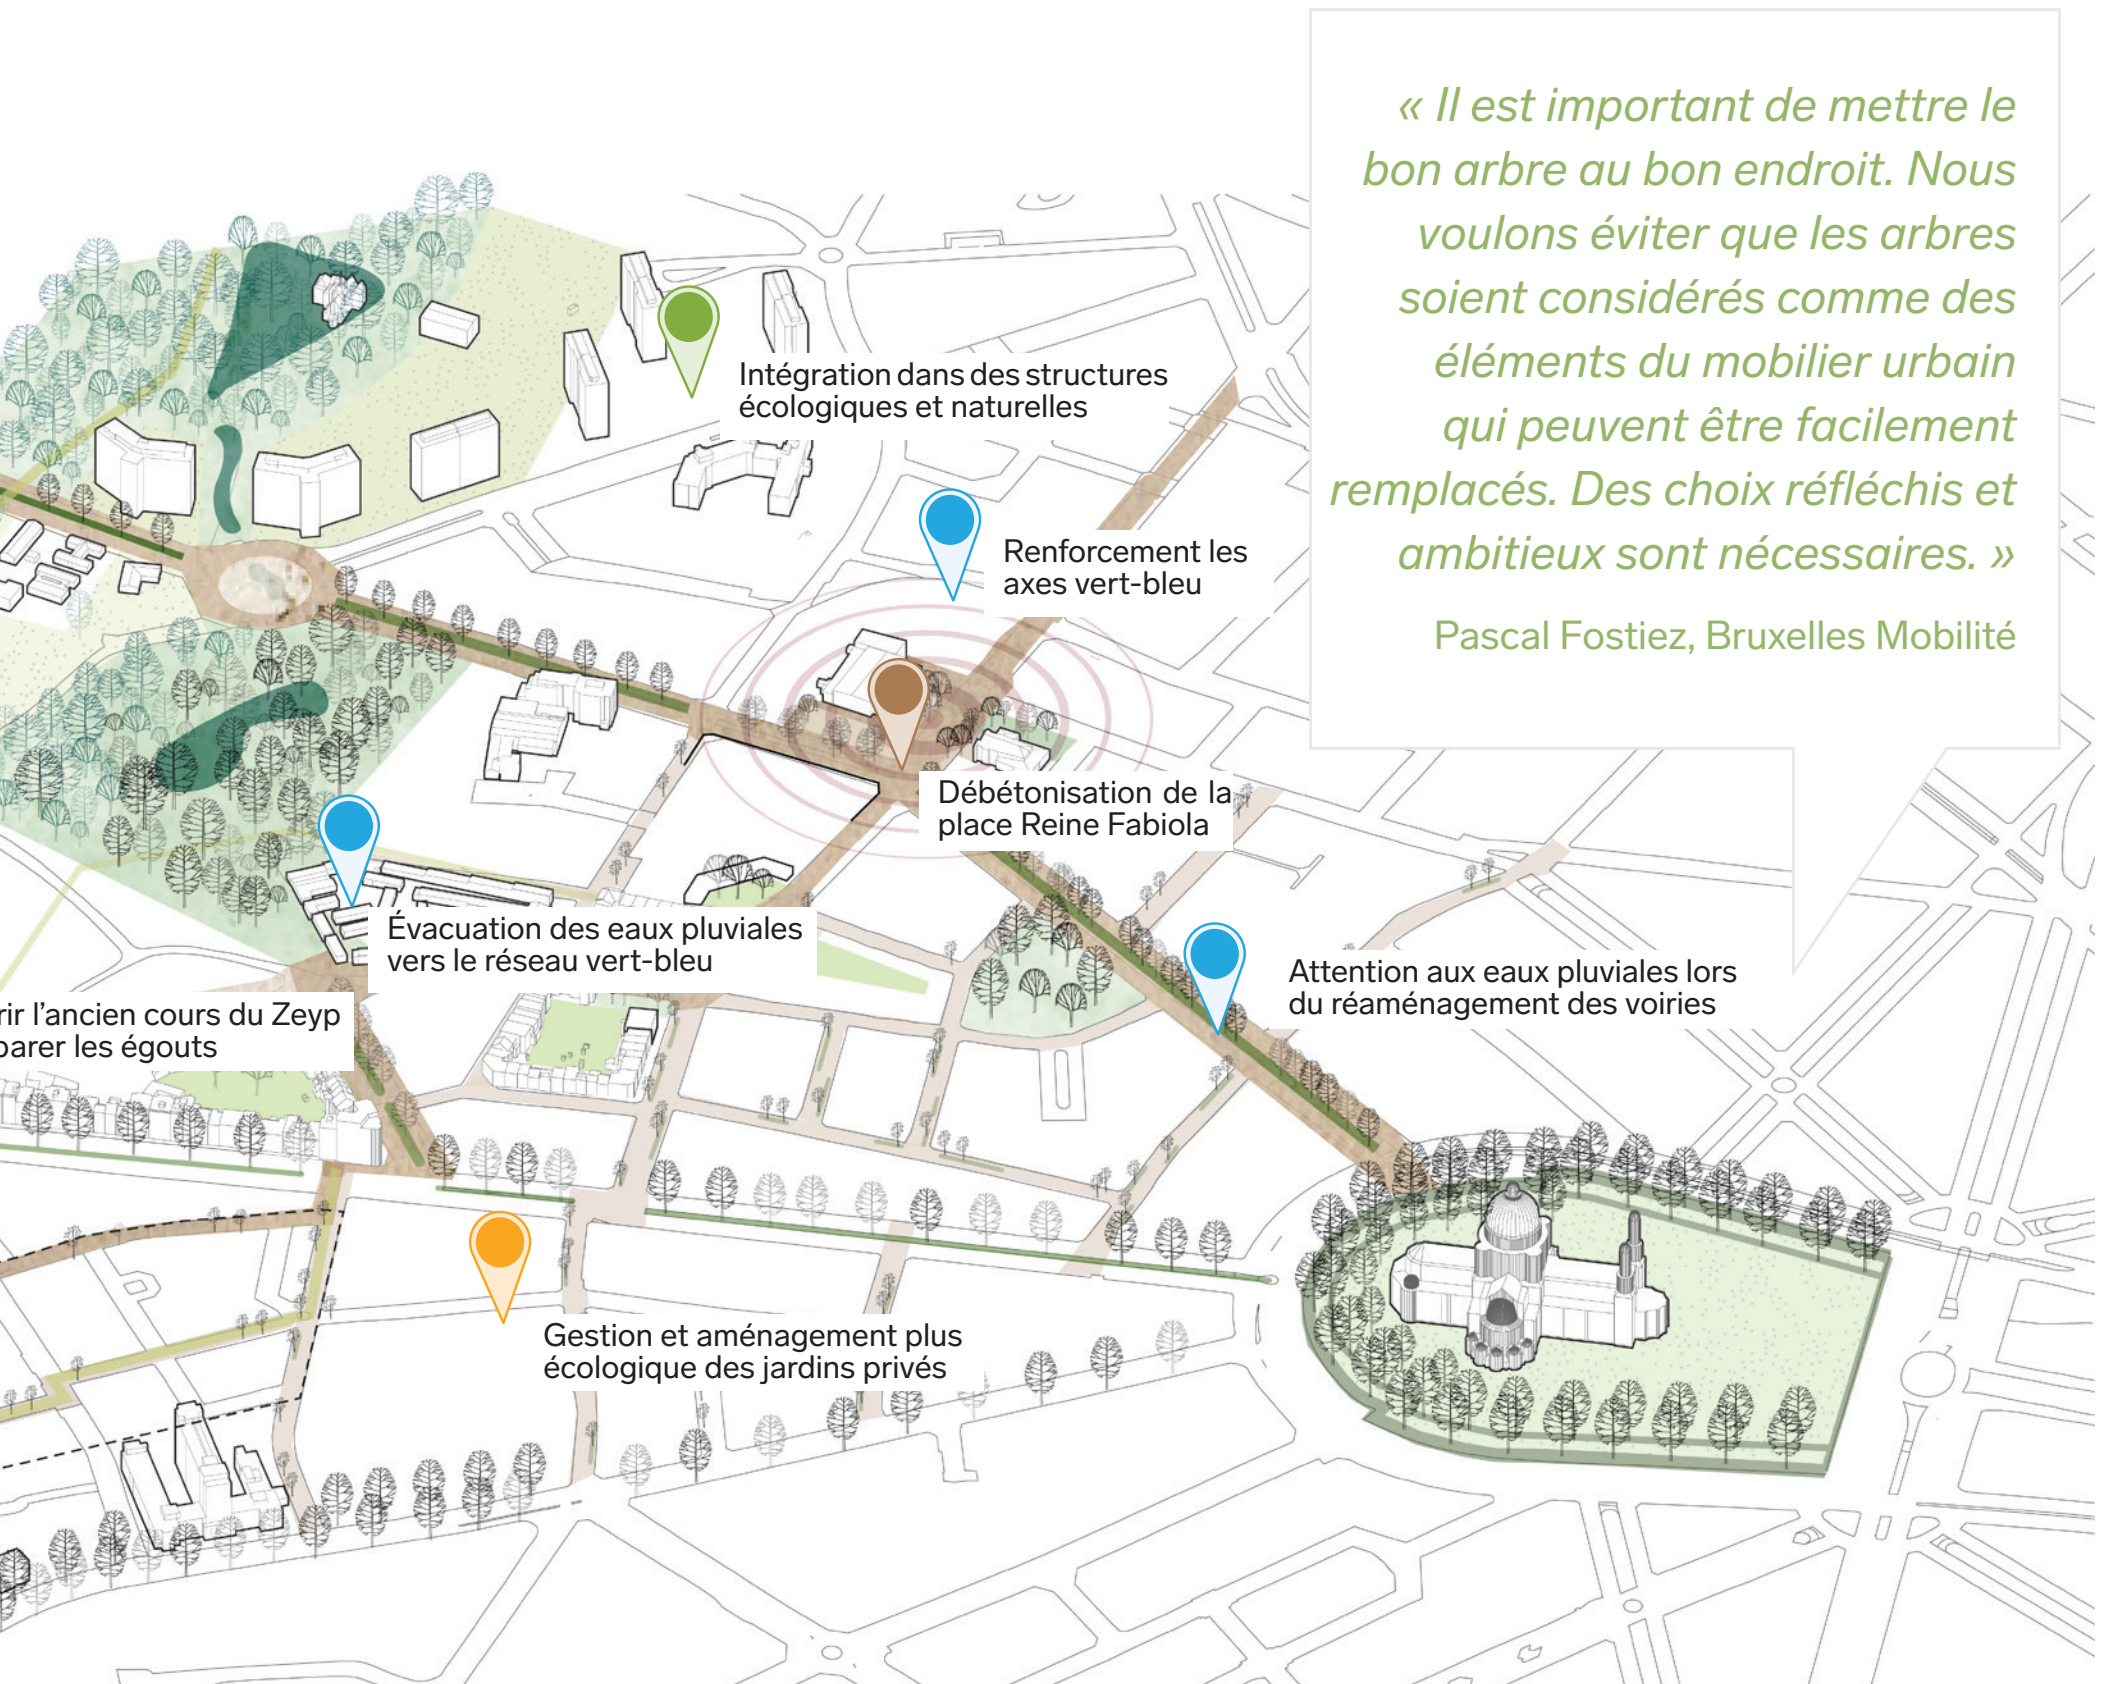 « Il est important de mettre le
bon arbre au bon endroit. Nous
voulons éviter que les arbres
soient considérés comme des
éléments du mobilier urbain
qui peuvent être facilement
remplacés. Des choix réfléchis et
ambitieux sont nécessaires. »
Pascal Fostiez, Bruxelles Mobilité
Intégration dans des structures
écologiques et naturelles
Renforcement les
axes vert-bleu
Débétonisation de la
place Reine Fabiola
Évacuation des eaux pluviales
vers le réseau vert-bleu
Attention aux eaux pluviales lors
du réaménagement des voiries
l'ancien cours du Zeyp
les égouts
Gestion et aménagement plus
écologique des jardins privés